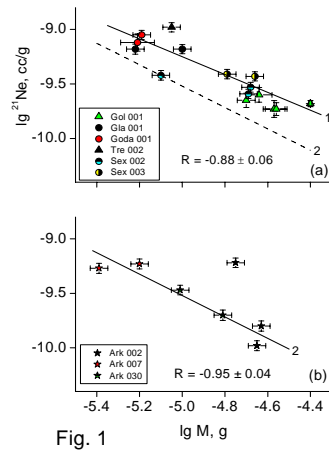 lg ²¹Ne, cc/g
-9.0
-9.5
-10.0
Gol 001
Gla 001
Goda 001
Tre 002
Sex 002
Sex 003
R = -0.88 ± 0.06
1
2
(a)
-9.0
-9.5
-10.0
Ark 002
Ark 007
Ark 030
R = -0.95 ± 0.04
2
(b)
-5.4 -5.2 -5.0 -4.8 -4.6 -4.4
lg M, g
Fig. 1